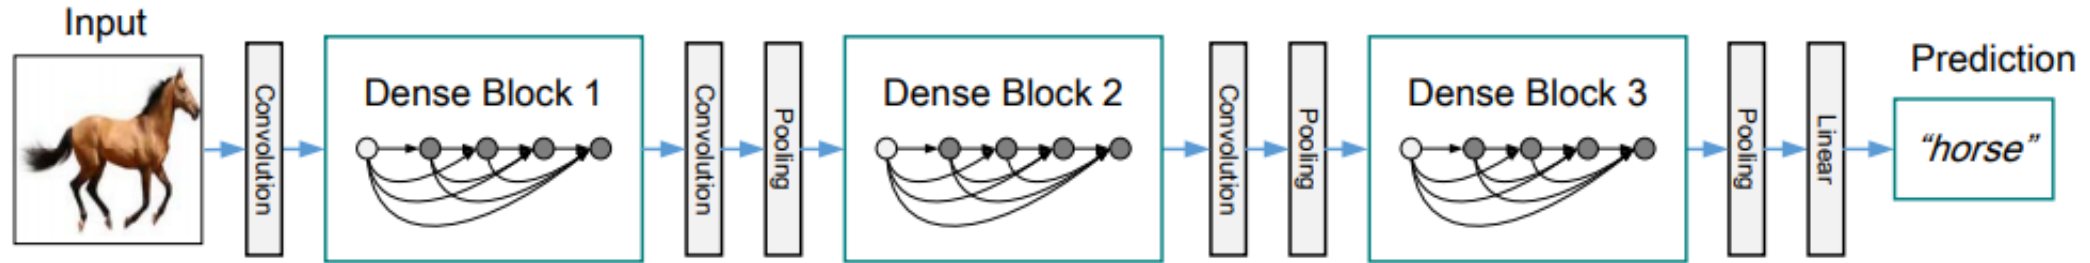 Input
Convolution
Dense Block 1
Convolution
Pooling
Dense Block 2
Convolution
Pooling
Dense Block 3
Pooling
Linear
Prediction
“horse”